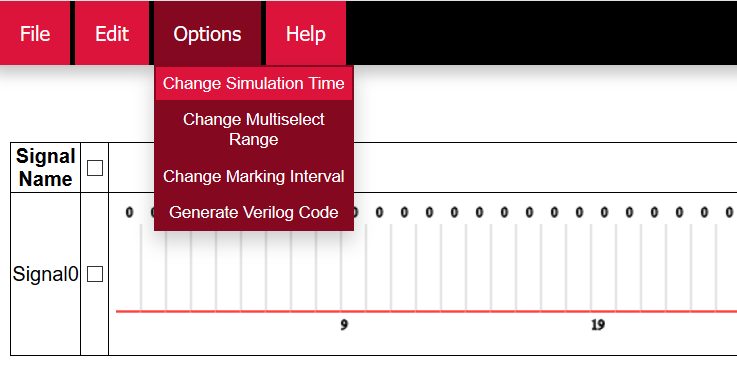 File Edit Options Help
Change Simulation Time
Change Multiselect
Range
Change Marking Interval
Generate Verilog Code
Signal
Name
Signal0
0 0 0 0 0 0 0 0 0 0 0 0 0 0 0 0 0 0
9 19